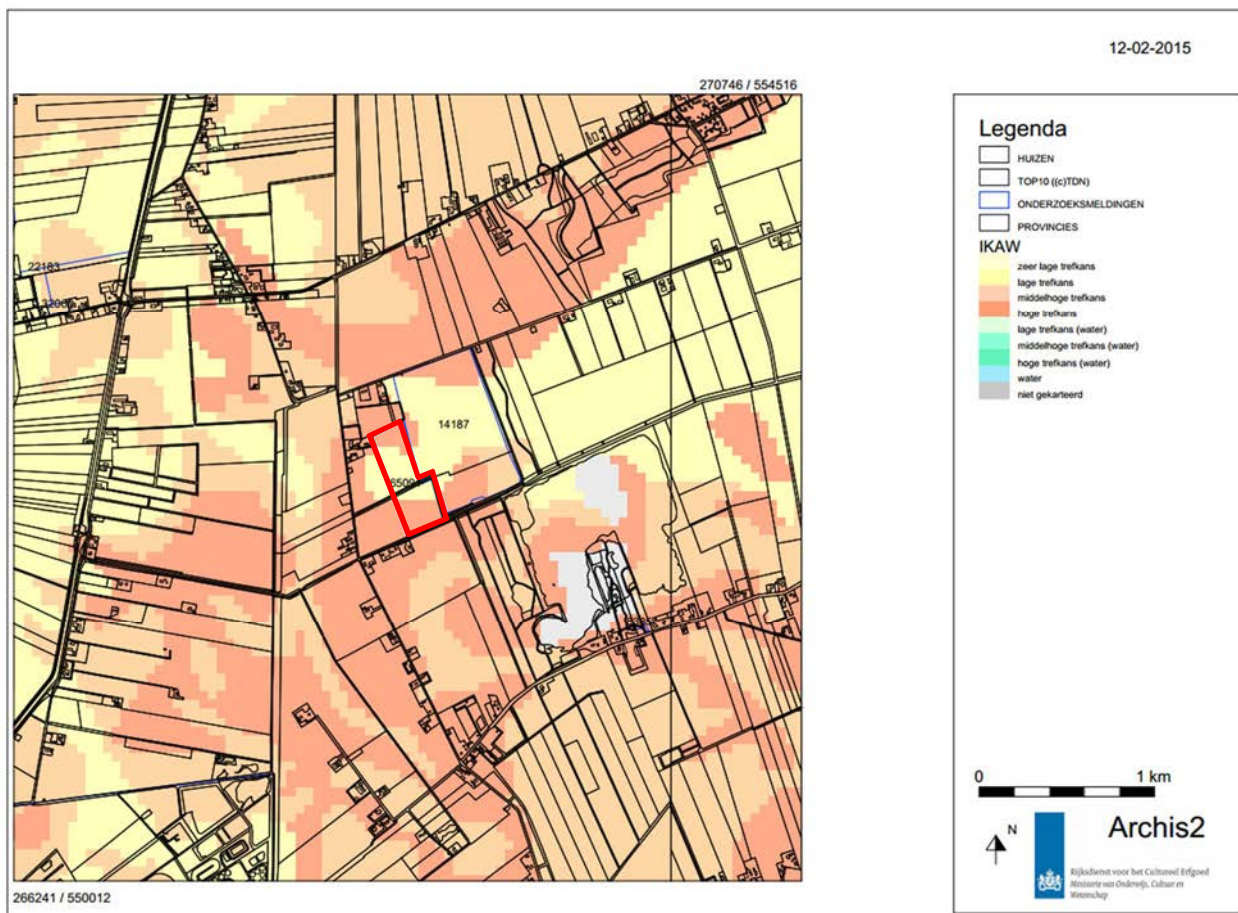 12-02-2015
270746 / 554516
22183
14187
6509
266241 / 550012
Legenda
HUIZEN
TOP10 ((c)TDN)
ONDERZOEKSMELDINGEN
PROVINCIES
IKAW
zeer lage trefkans
lage trefkans
middelhoge trefkans
hoge trefkans
lage trefkans (water)
middelhoge trefkans (water)
hoge trefkans (water)
water
niet gekarteerd
0 1 km
N
Archis2
Rijksdienst voor het Cultureel Erfgoed
Ministerie van Onderwijs, Cultuur en
Wetenschap